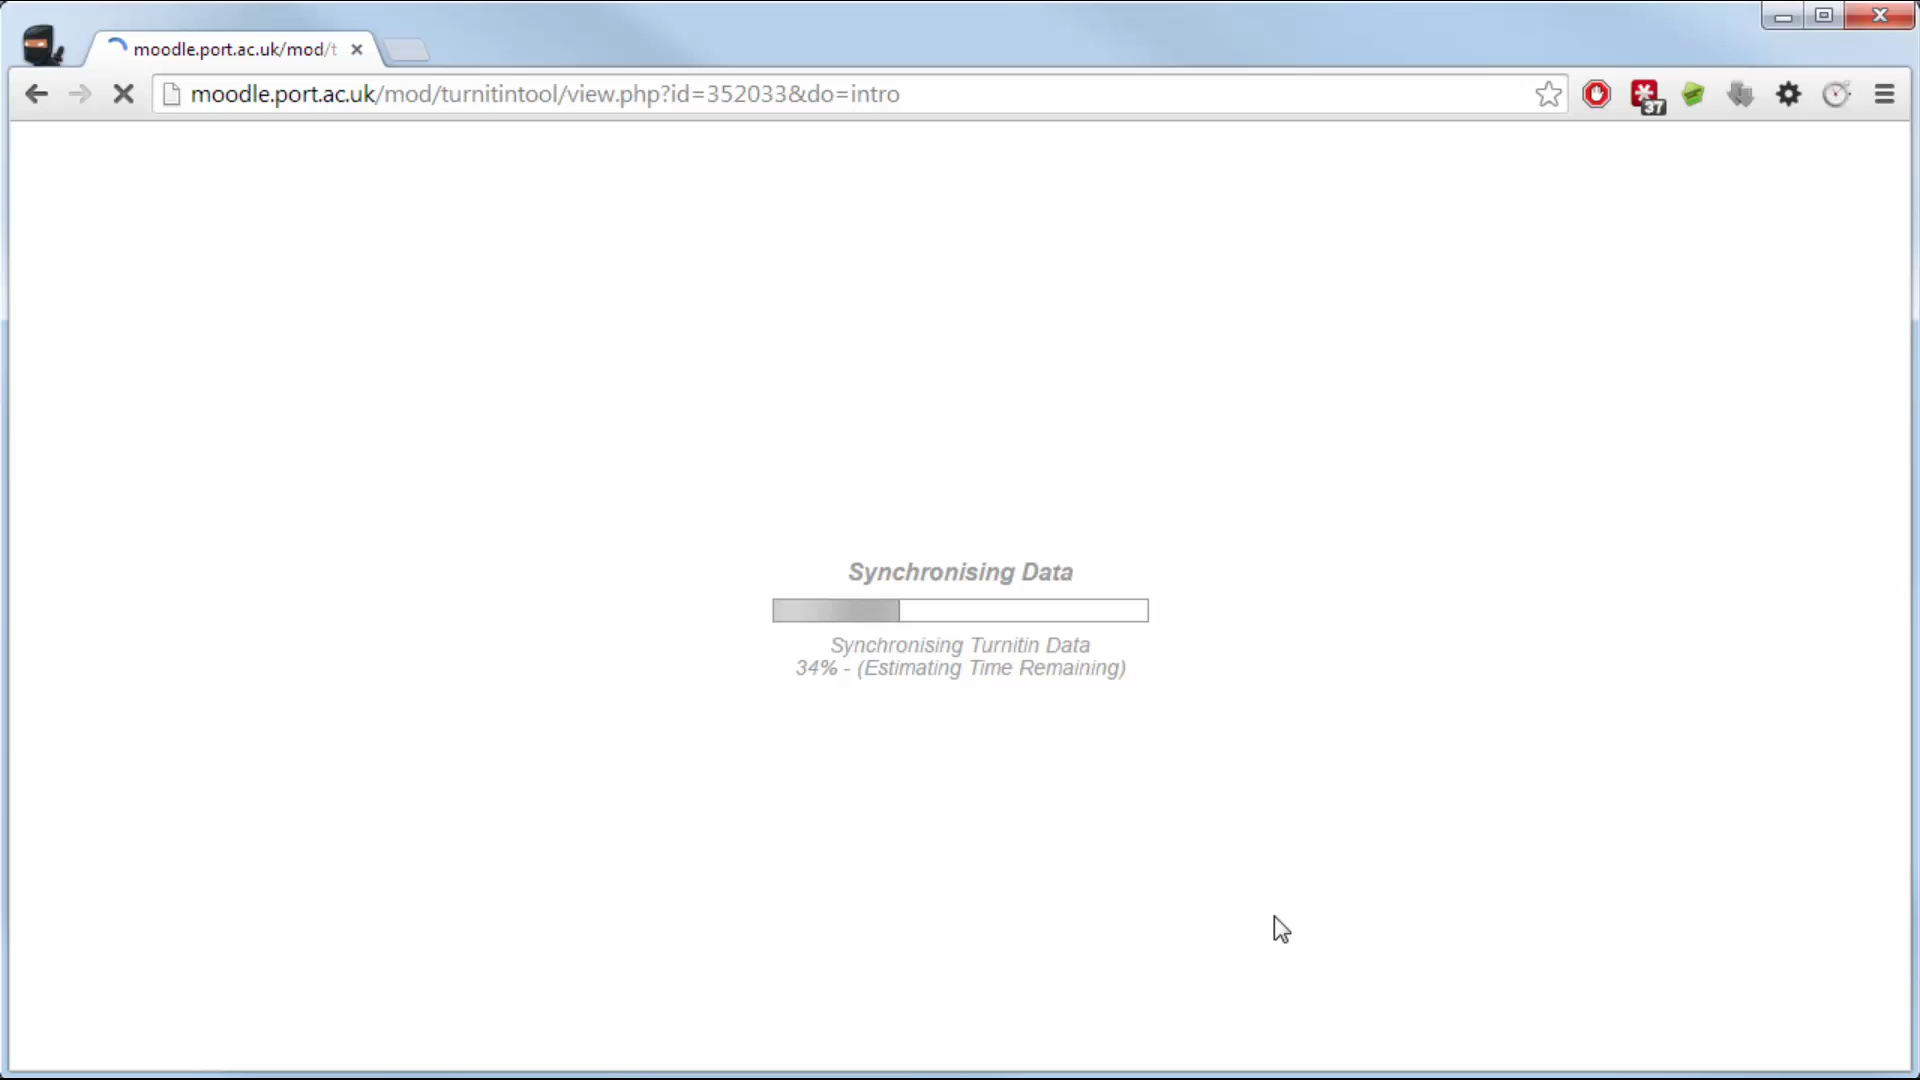 moodle.port.ac.uk/mod/t
moodle.port.ac.uk/mod/turnitintool/view.php?id=352033&do=intro
37
Synchronising Data
Synchronising Turnitin Data
34% - (Estimating Time Remaining)